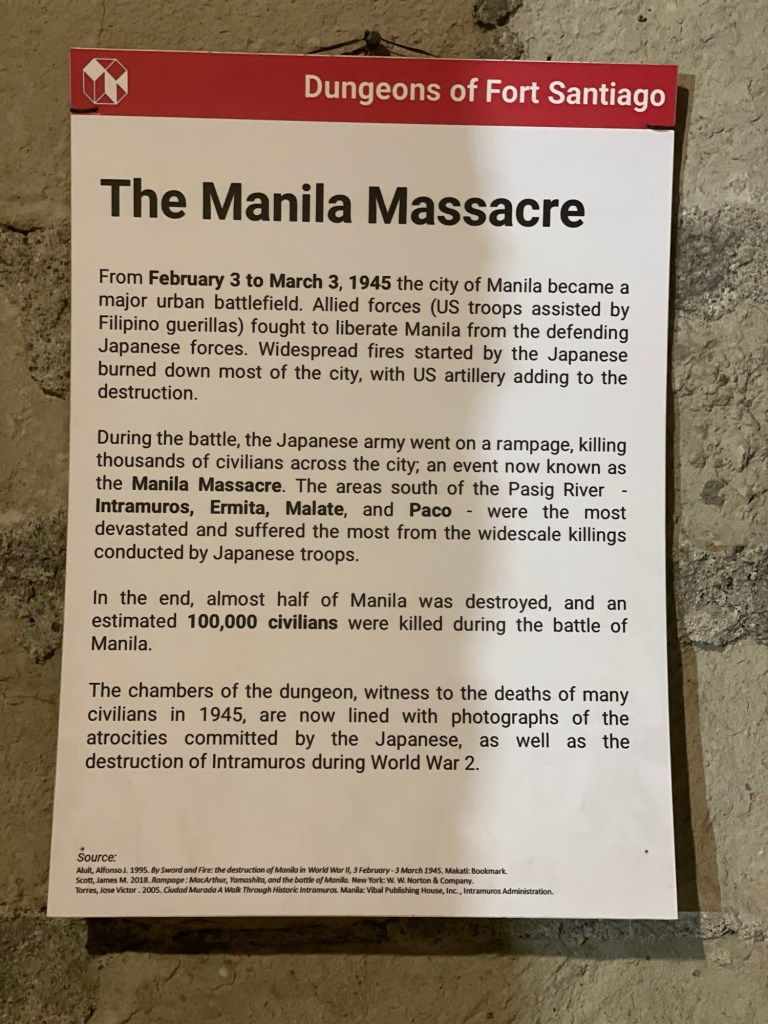 Dungeons of Fort Santiago
The Manila Massacre
From February 3 to March 3, 1945 the city of Manila became a
major urban battlefield. Allied forces (US troops assisted by
Filipino guerillas) fought to liberate Manila from the defending
Japanese forces. Widespread fires started by the Japanese
burned down most of the city, with US artillery adding to the
destruction.
During the battle, the Japanese army went on a rampage, killing
thousands of civilians across the city; an event now known as
the Manila Massacre. The areas south of the Pasig River -
Intramuros, Ermita, Malate, and Paco - were the most
devastated and suffered the most from the widescale killings
conducted by Japanese troops.
In the end, almost half of Manila was destroyed, and an
estimated 100,000 civilians were killed during the battle of
Manila.
The chambers of the dungeon, witness to the deaths of many
civilians in 1945, are now lined with photographs of the
atrocities committed by the Japanese, as well as the
destruction of Intramuros during World War 2.
Source:
Aluit, Alfonso J. 1995. By Sword and Fire: the destruction of Manila in World War II, 3 February - 3 March 1945. Makati: Bookmark.
Scott, James M. 2018. Rampage : MacArthur, Yamashita, and the battle of Manila. New York: W. W. Norton & Company.
Torres, Jose Victor . 2005. Ciudad Murada A Walk Through Historic Intramuros. Manila: Vibal Publishing House, Inc. , Intramuros Administration.